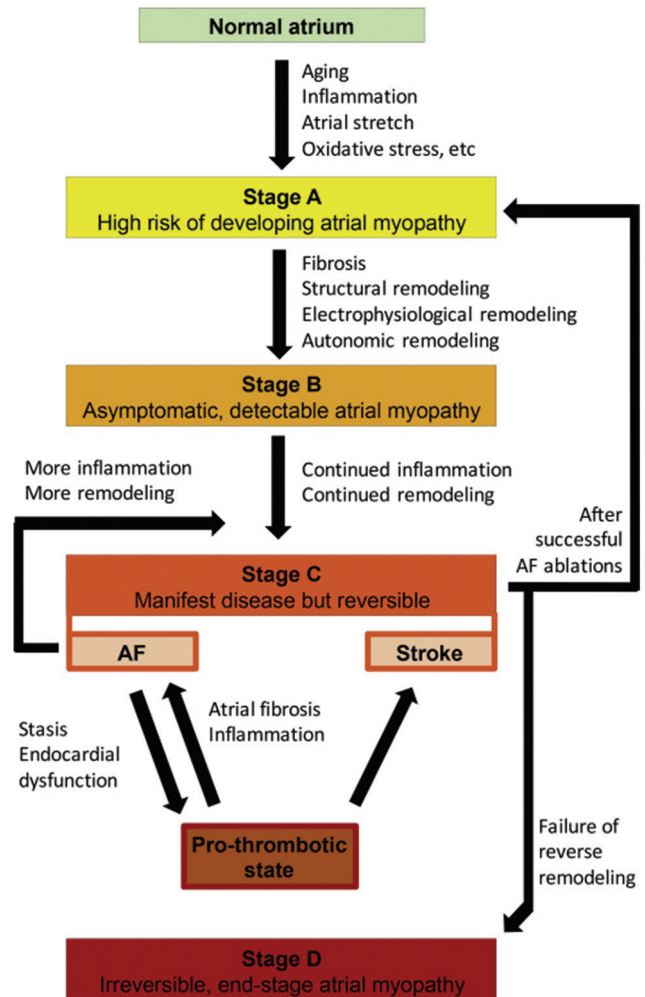 Normal atrium
Aging
Inflammation
Atrial stretch
Oxidative stress, etc
Stage A
High risk of developing atrial myopathy
Fibrosis
Structural remodeling
Electrophysiological remodeling
Autonomic remodeling
Stage B
Asymptomatic, detectable atrial myopathy
More inflammation
More remodeling
Continued inflammation
Continued remodeling
After
successful
AF ablations
Stage C
Manifest disease but reversible
AF
Stroke
Stasis
Endocardial
dysfunction
Atrial fibrosis
Inflammation
Pro-thrombotic
state
Failure of
reverse
remodeling
Stage D
Irreversible, end-stage atrial myopathy